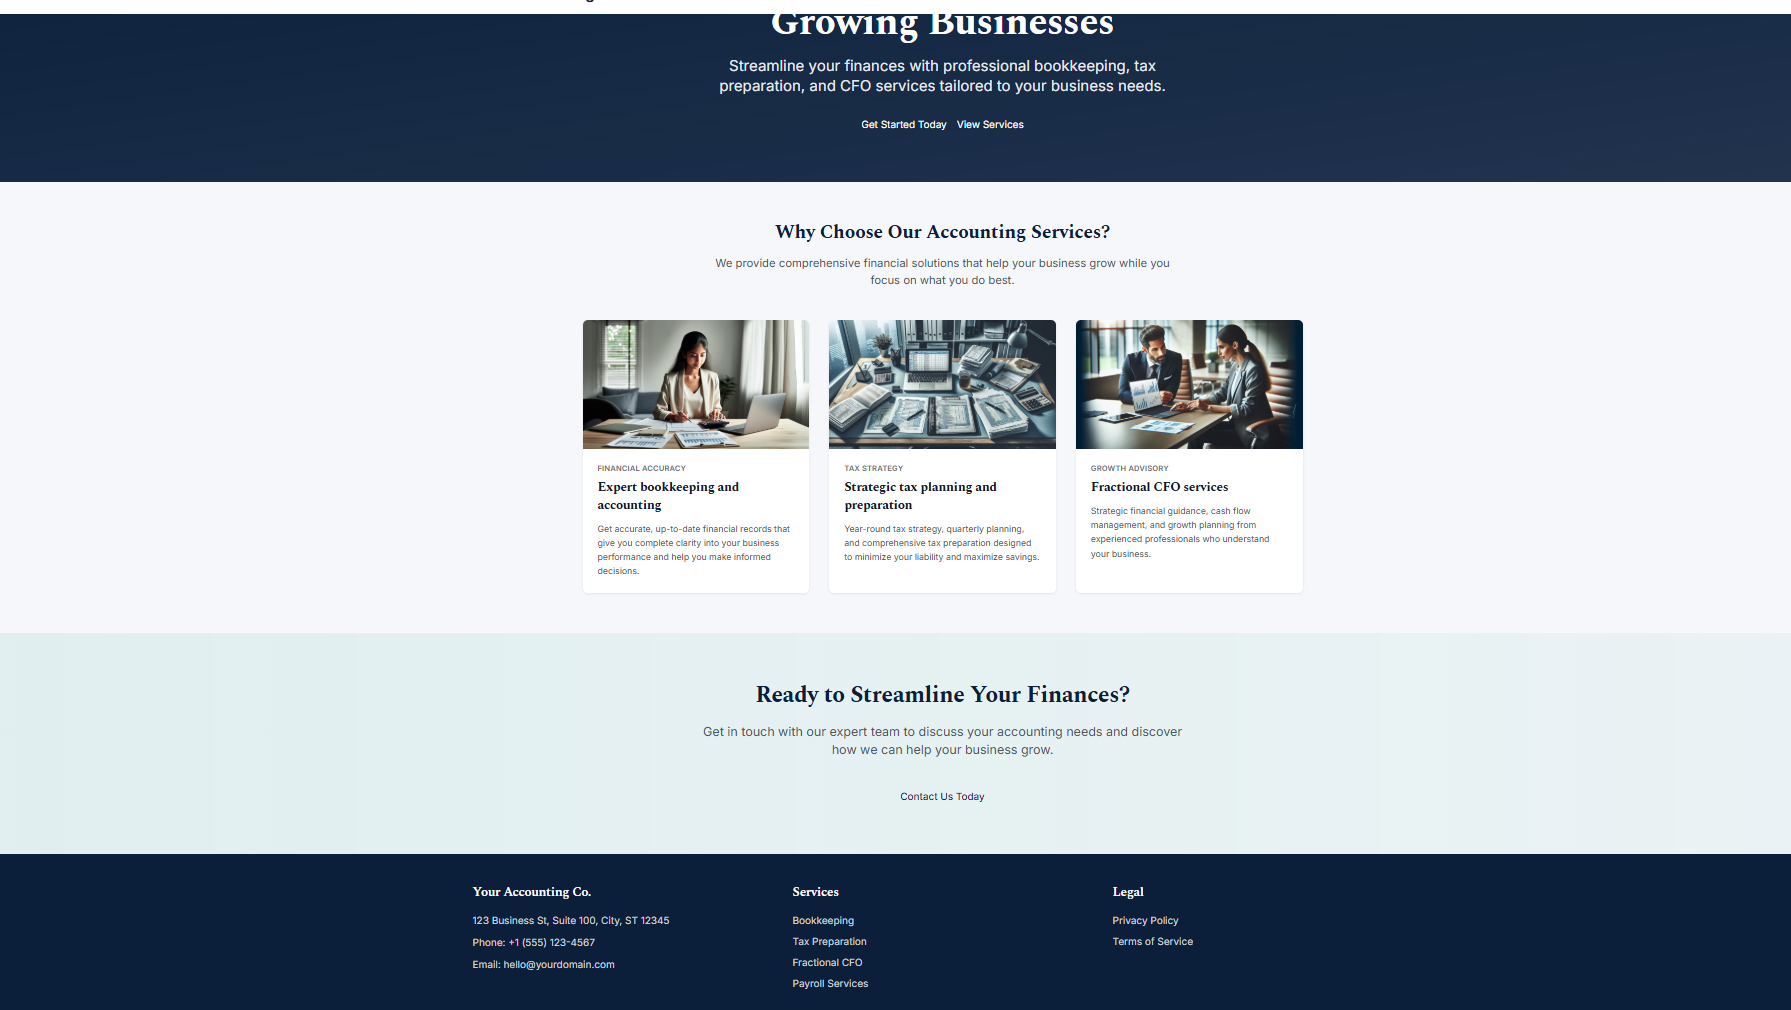 Growing Businesses
Streamline your finances with professional bookkeeping, tax
preparation, and CFO services tailored to your business needs.
Get Started Today View Services
Why Choose Our Accounting Services?
We provide comprehensive financial solutions that help your business grow while you
focus on what you do best.
FINANCIAL ACCURACY
Expert bookkeeping and
accounting
Get accurate, up-to-date financial records that
give you complete clarity into your business
performance and help you make informed
decisions.
TAX STRATEGY
Strategic tax planning and
preparation
Year-round tax strategy, quarterly planning,
and comprehensive tax preparation designed
to minimize your liability and maximize savings.
GROWTH ADVISORY
Fractional CFO services
Strategic financial guidance, cash flow
management, and growth planning from
experienced professionals who understand
your business.
Ready to Streamline Your Finances?
Get in touch with our expert team to discuss your accounting needs and discover
how we can help your business grow.
Contact Us Today
Your Accounting Co.
123 Business St, Suite 100, City, ST 12345
Phone: +1 (555) 123-4567
Email: hello@yourdomain.com
Services
Bookkeeping
Tax Preparation
Fractional CFO
Payroll Services
Legal
Privacy Policy
Terms of Service